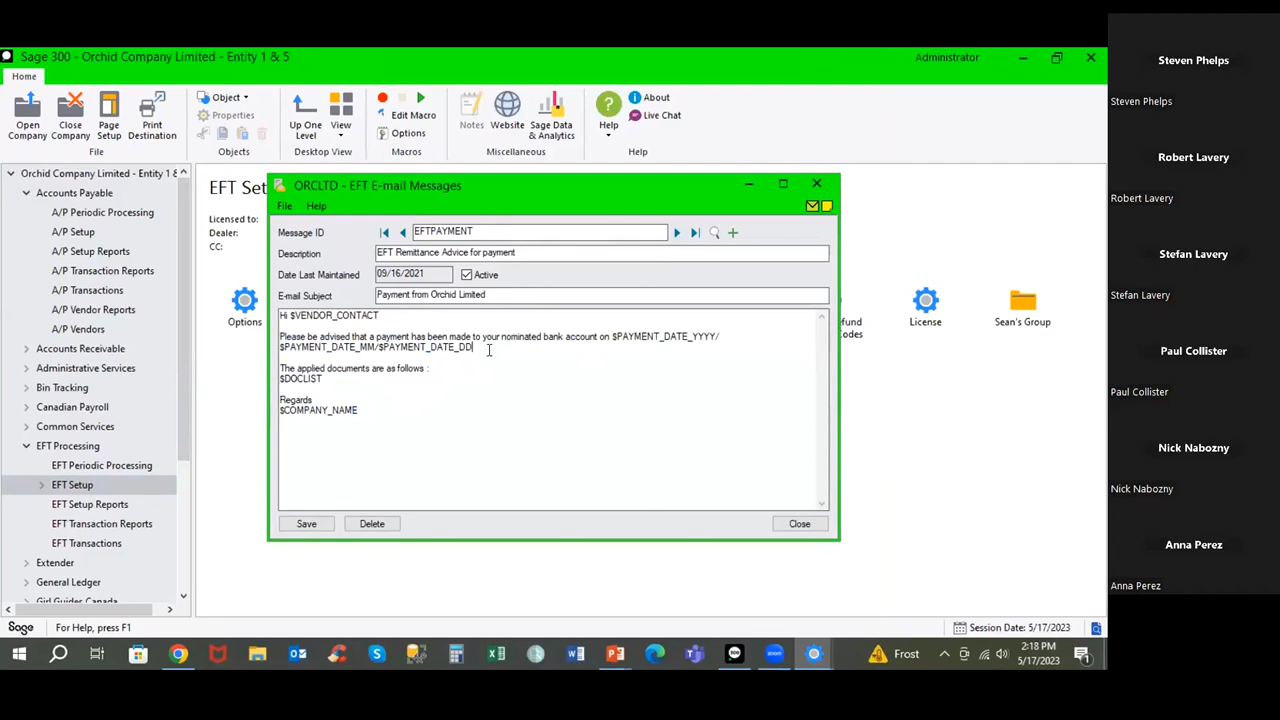 Sage 300 - Orchid Company Limited - Entity 1 & 5
Administrator
Home
Open Company
Close Company
Page Setup
Print Destination
File
Object
Properties
Objects
Up One Level
View
Desktop View
Edit Macro
Options
Macros
Notes
Website
Sage Data & Analytics
Miscellaneous
Help
About
Live Chat
Help
Orchid Company Limited - Entity 1 &
Accounts Payable
A/P Periodic Processing
A/P Setup
A/P Setup Reports
A/P Transaction Reports
A/P Transactions
A/P Vendor Reports
A/P Vendors
Accounts Receivable
Administrative Services
Bin Tracking
Canadian Payroll
Common Services
EFT Processing
EFT Periodic Processing
EFT Setup
EFT Setup Reports
EFT Transaction Reports
EFT Transactions
Extender
General Ledger
Girl Guides Canada
EFT Set
Licensed to:
Dealer:
CC:
Options
fund
Codes
License
Sean's Group
ORCLTD - EFT E-mail Messages
File Help
Message ID EFTPAYMENT
Description EFT Remittance Advice for payment
Date Last Maintained 09/16/2021 Active
E-mail Subject Payment from Orchid Limited
Hi $VENDOR_CONTACT
Please be advised that a payment has been made to your nominated bank account on $PAYMENT_DATE_YYYY/
$PAYMENT_DATE_MM/$PAYMENT_DATE_DD
The applied documents are as follows :
$DOCLIST
Regards
$COMPANY_NAME
Save Delete Close
sage For Help, press F1
Session Date: 5/17/2023
Frost
2:18 PM
5/17/2023
Steven Phelps
Steven Phelps
Robert Lavery
Robert Lavery
Stefan Lavery
Stefan Lavery
Paul Collister
Paul Collister
Nick Nabozny
Nick Nabozny
Anna Perez
Anna Perez